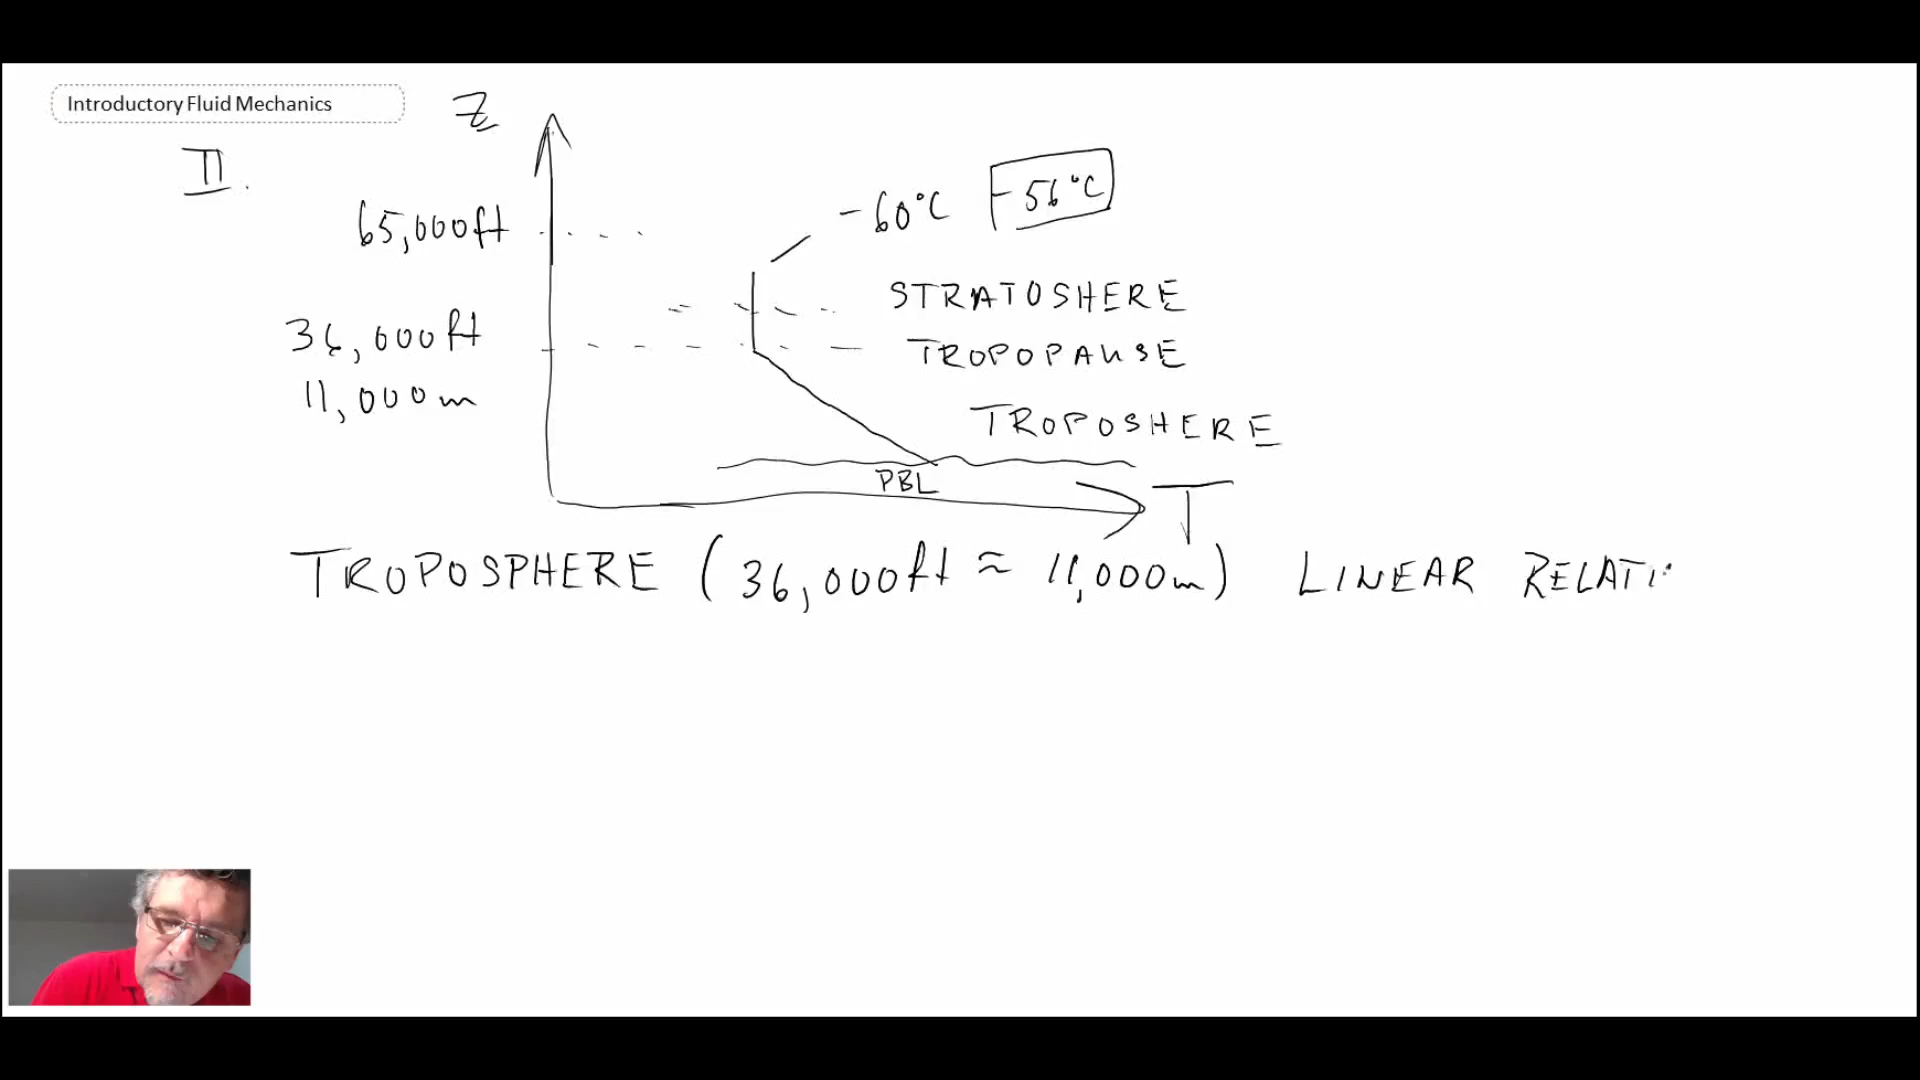 Introductory Fluid Mechanics
Z
II.
65,000ft
-60°C
-56°C
STRATOSHERE
36,000ft
TROPOPAUSE
11,000m
TROPOSHERE
PBL
T
TROPOSPHERE (36,000ft ≈ 11,000m) LINEAR RELATI